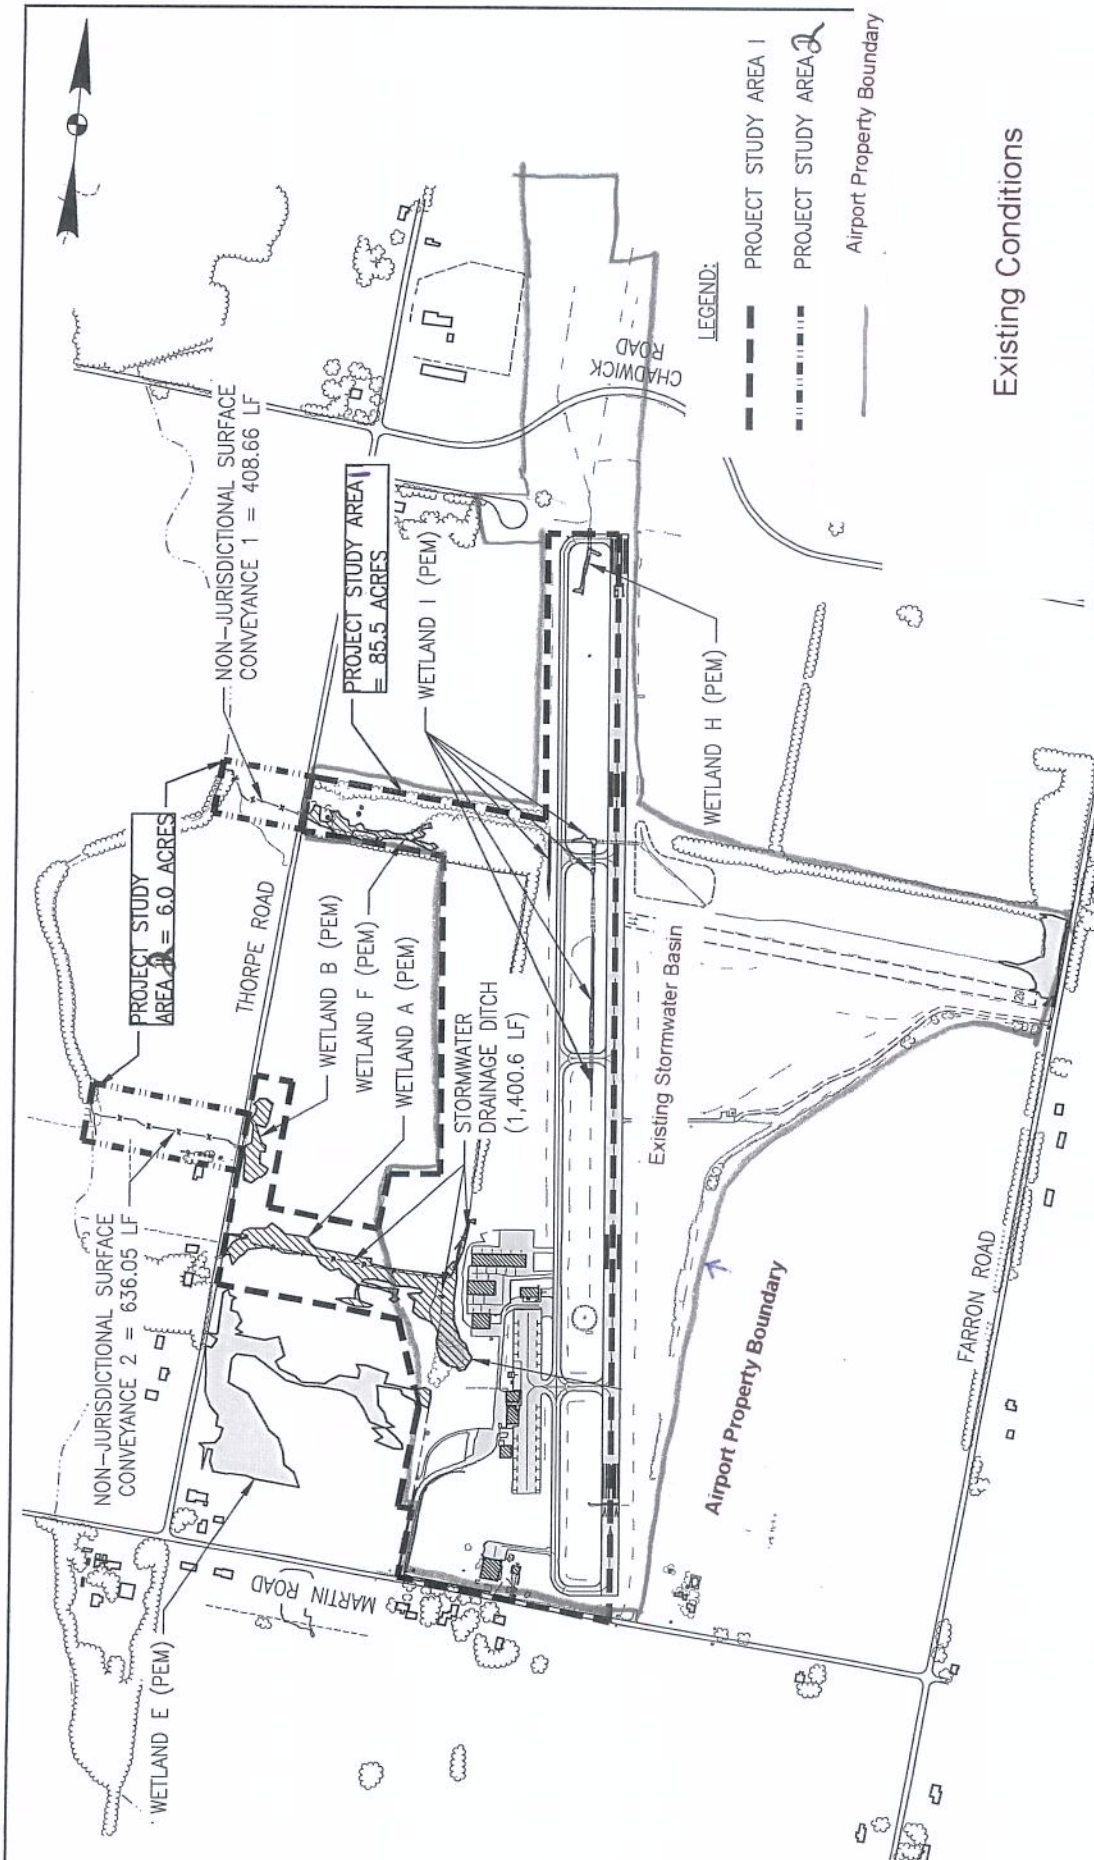 NON-JURISDICTIONAL SURFACE
CONVEYANCE 1 = 408.66 LF
PROJECT STUDY AREA 1
= 85.5 ACRES
WETLAND I (PEM)
PROJECT STUDY
AREA 2 = 6.0 ACRES
THORPE ROAD
WETLAND B (PEM)
WETLAND F (PEM)
WETLAND A (PEM)
STORMWATER
DRAINAGE DITCH
(1,400.6 LF)
NON-JURISDICTIONAL SURFACE
CONVEYANCE 2 = 636.05 LF
WETLAND E (PEM)
MARTIN ROAD
CHADWICK
ROAD
WETLAND H (PEM)
Existing Stormwater Basin
Airport Property Boundary
FARRON ROAD
LEGEND:
PROJECT STUDY AREA I
PROJECT STUDY AREA 2
Airport Property Boundary
Existing Conditions